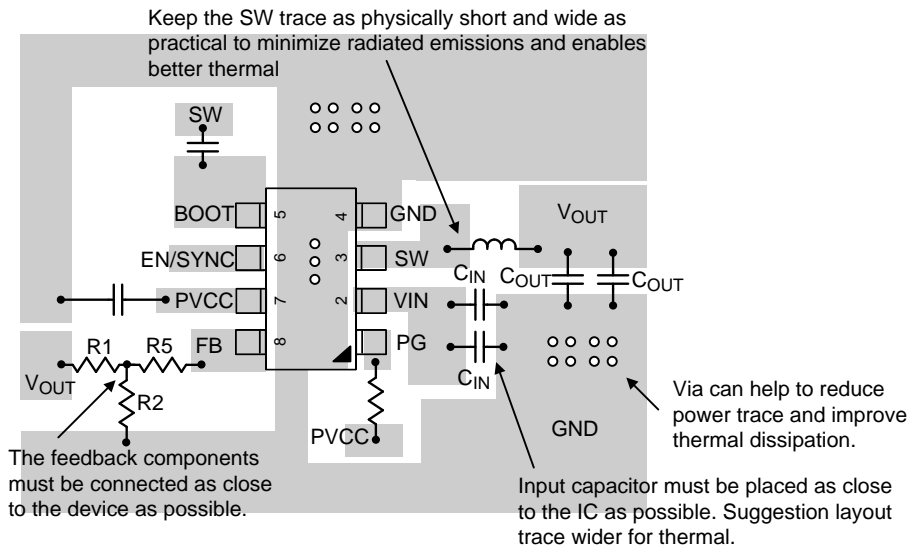 Keep the SW trace as physically short and wide as
practical to minimize radiated emissions and enables
better thermal
SW
BOOT 5 4 GND
VOUT
EN/SYNC 6 3 SW
CIN COUT COUT
PVCC 7 2 VIN
R1 R5 FB 8 PG
VOUT
CIN
R2
PVCC
GND
Via can help to reduce
power trace and improve
thermal dissipation.
The feedback components
must be connected as close
to the device as possible.
Input capacitor must be placed as close
to the IC as possible. Suggestion layout
trace wider for thermal.